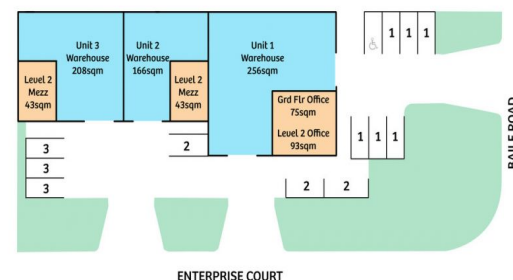 Unit 3
Warehouse
208sqm
Unit 2
Warehouse
166sqm
Unit 1
Warehouse
256sqm
Level 2
Mezz
43sqm
Level 2
Mezz
43sqm
Grd Flr Office
75sqm
Level 2 Office
93sqm
1 1 1
1 1 1
3
3
3
2
2 2
BAILE ROAD
ENTERPRISE COURT